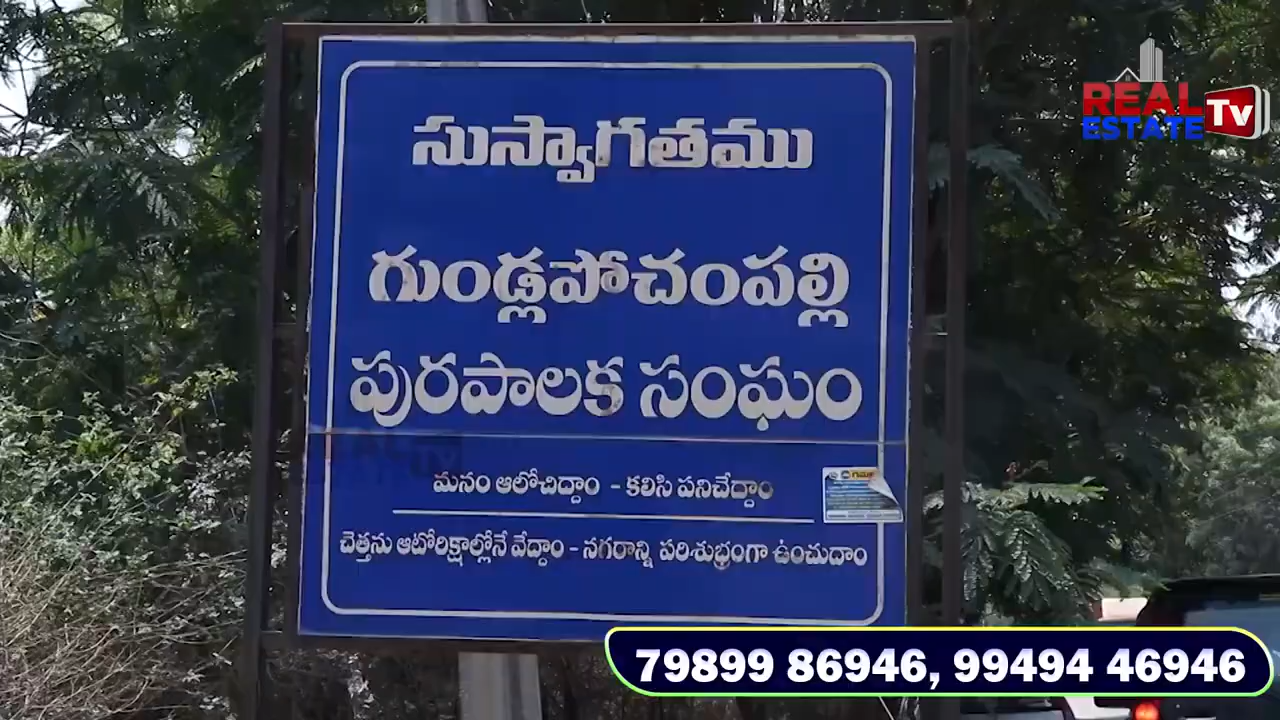 సుస్వాగతము
గుండ్లపోచంపల్లి
పురపాలక సంఘం
మనం ఆలోచిద్దాం - కలిసి పనిచేద్దాం
చెత్తను ఆటోరిక్షాల్లోనే వేద్దాం - నగరాన్ని పరిశుభ్రంగా ఉంచుదాం
REAL
ESTATE
TV
79899 86946, 99494 46946